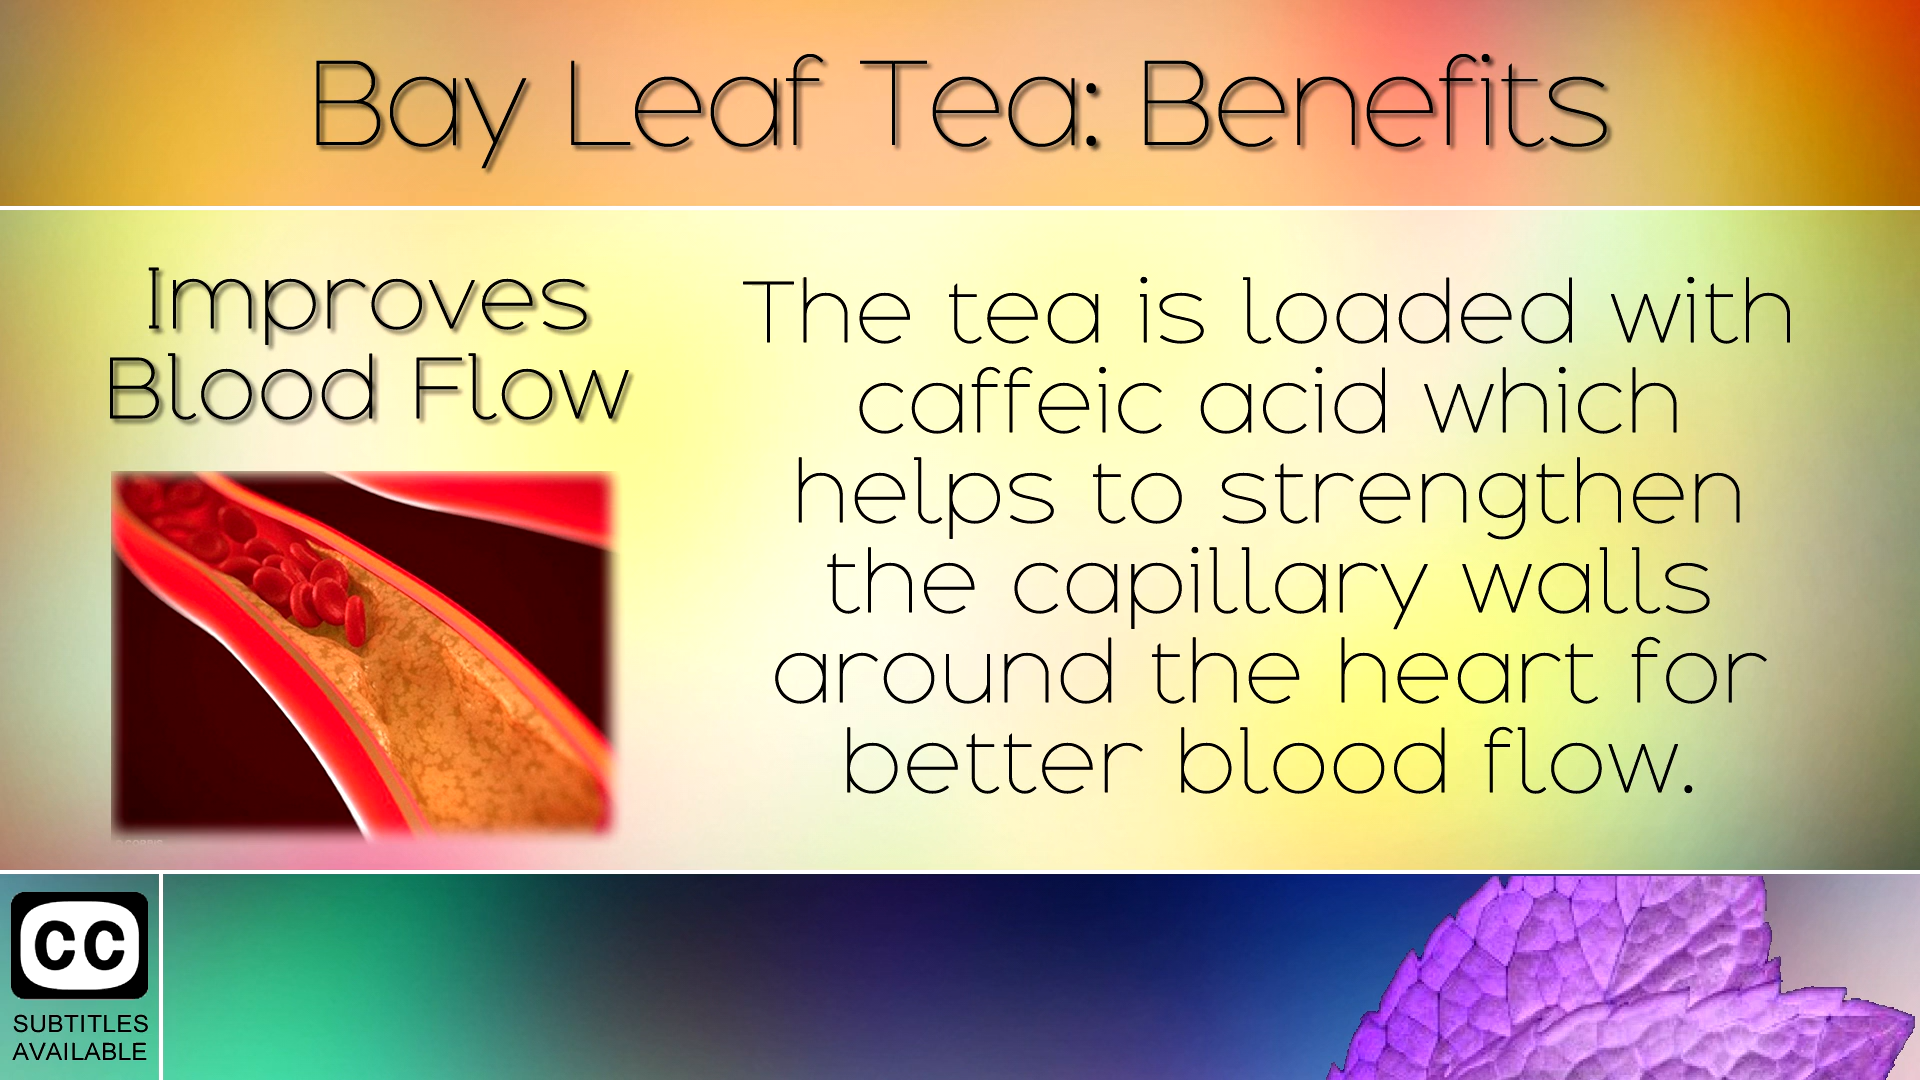 Bay Leaf Tea: Benefits
Improves
Blood Flow
The tea is loaded with
caffeic acid which
helps to strengthen
the capillary walls
around the heart for
better blood flow.
CC
SUBTITLES
AVAILABLE